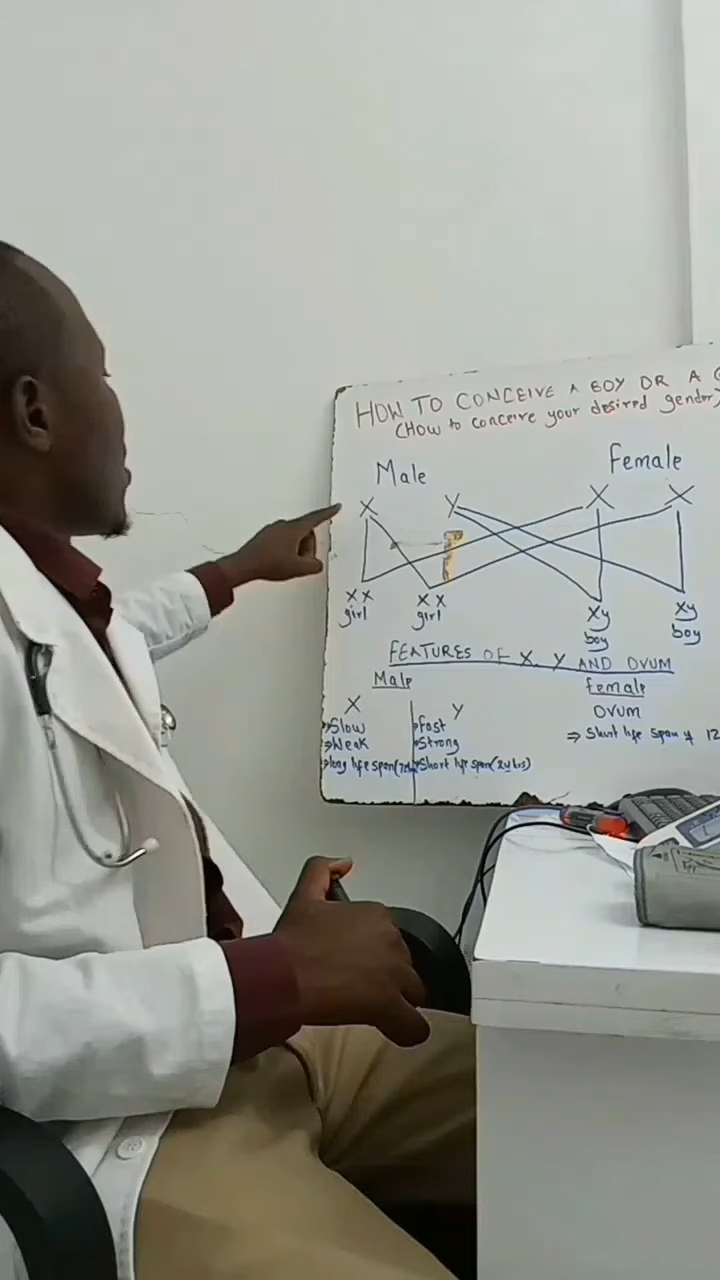 HOW TO CONCEIVE A BOY OR A G
(HOW to conceive your desired gender)
Male Female
X Y X X
XX XX Xy Xy
girl girl boy boy
FEATURES OF X, Y AND OVUM
Male female
X Y OVUM
⇒Slow ⇒Fast ⇒ Short life span of 12
⇒Weak ⇒Strong
⇒long life span(72hrs ⇒Short life span(24hrs)